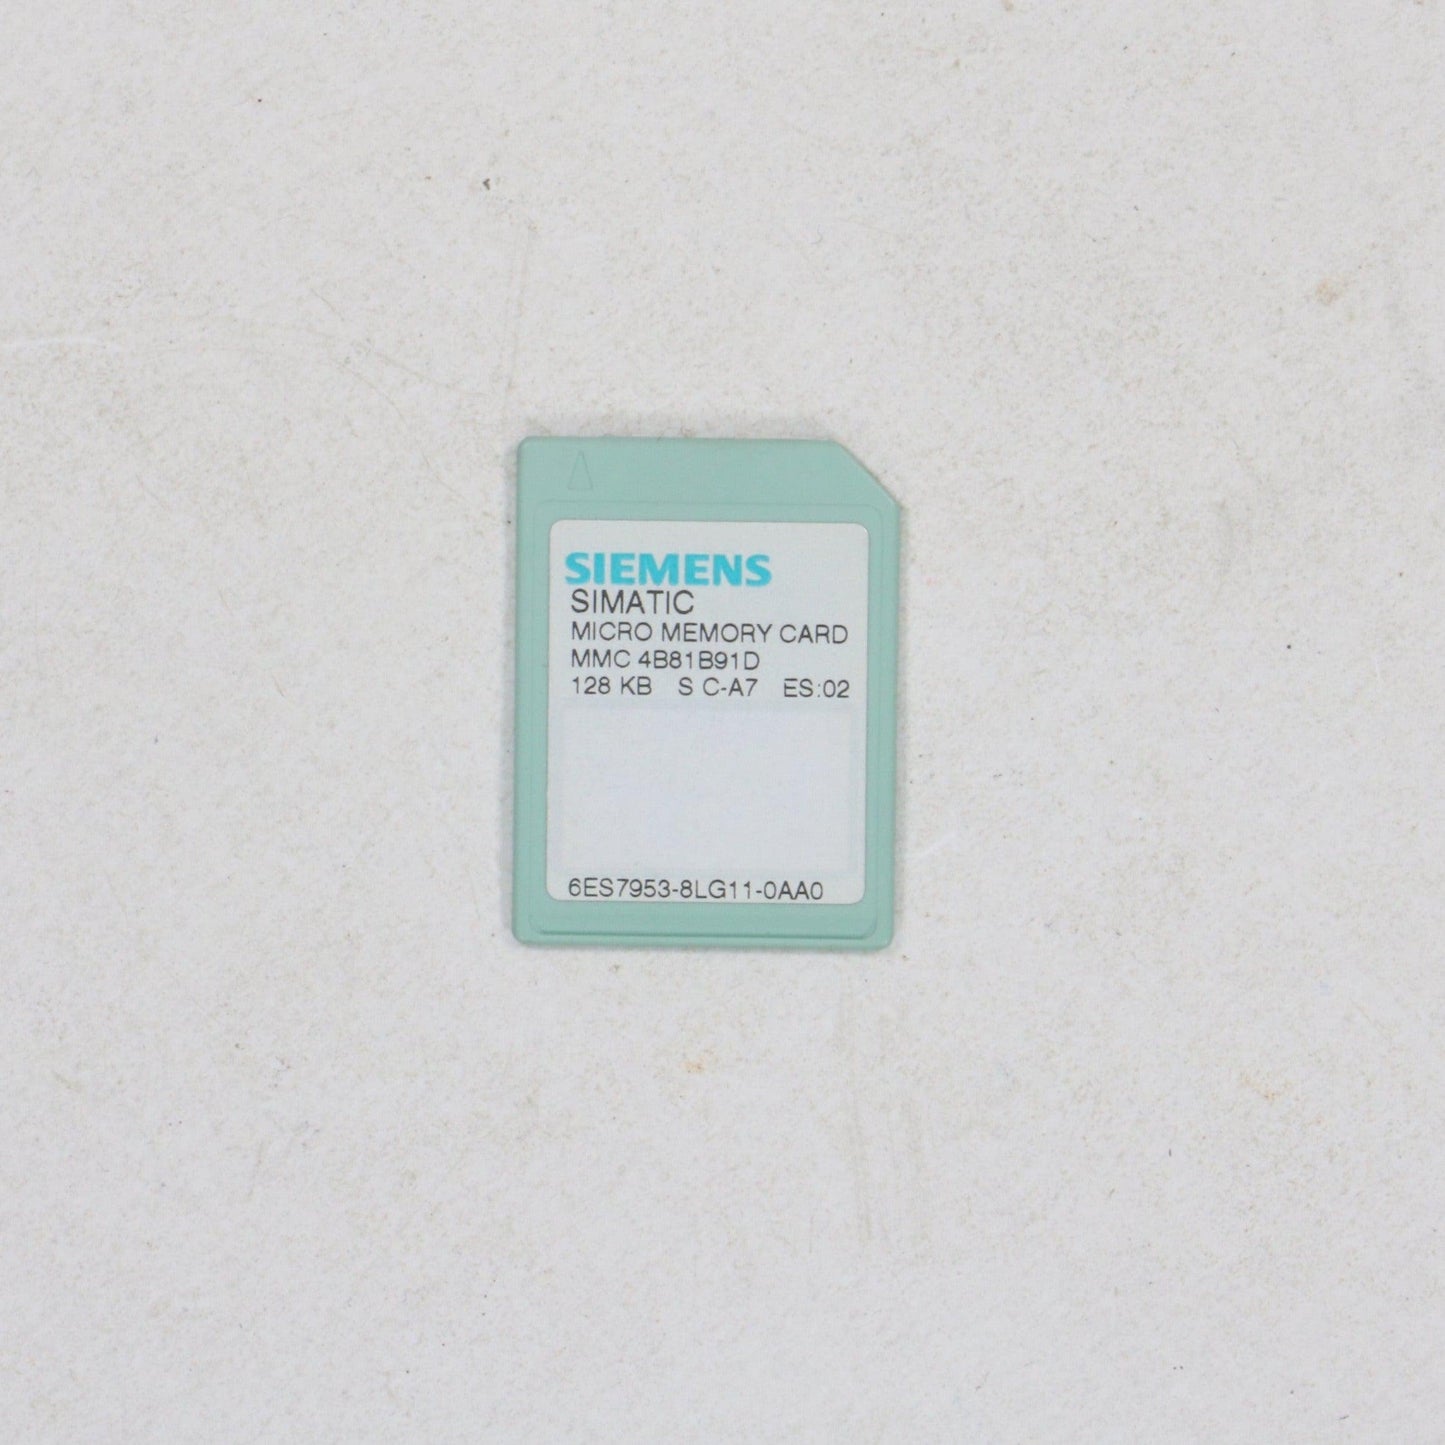 SIEMENS
SIMATIC
MICRO MEMORY CARD
MMC 4B81B91D
128 KB S C-A7 ES:02
6ES7953-8LG11-0AA0